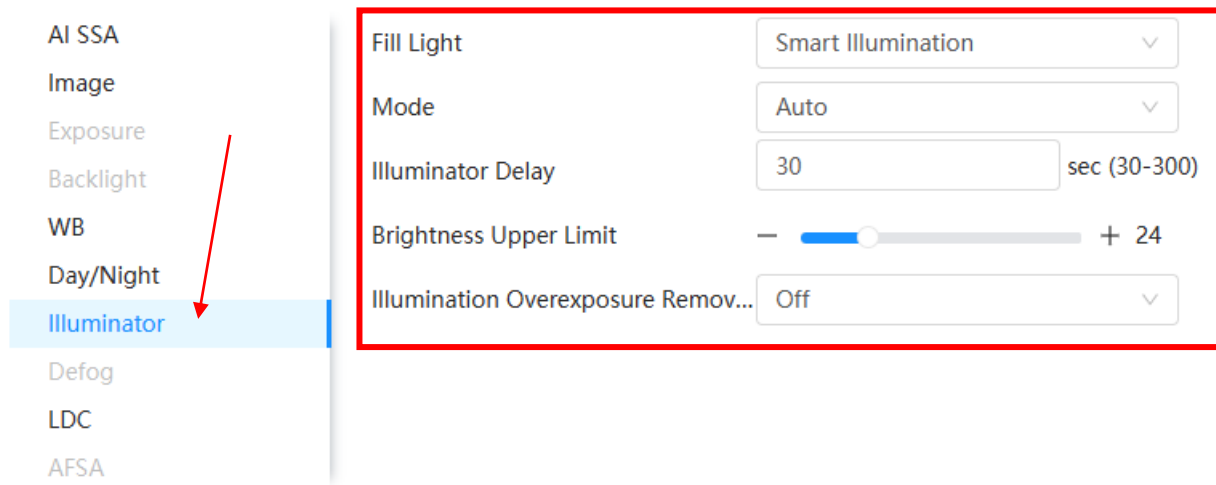 AI SSA
Image
Exposure
Backlight
WB
Day/Night
Illuminator
Defog
LDC
AFSA
Fill Light Smart Illumination
Mode Auto
Illuminator Delay 30 sec (30-300)
Brightness Upper Limit — + 24
Illumination Overexposure Remov... Off